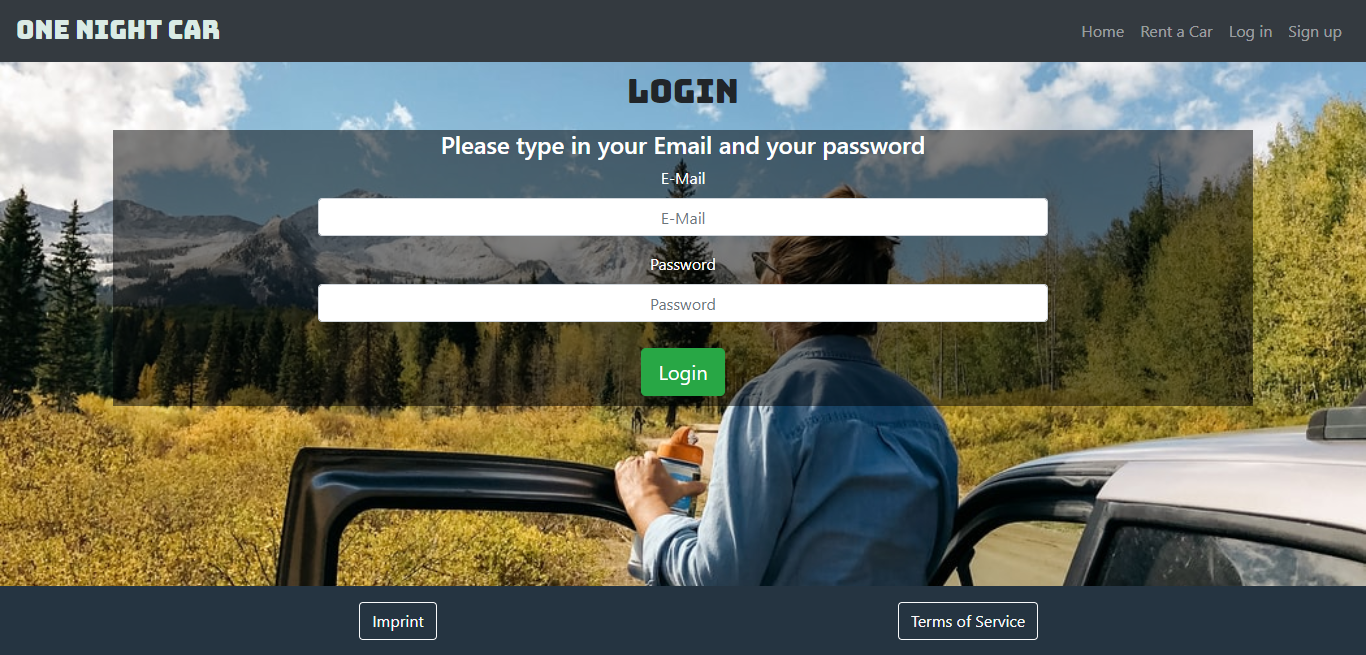 ONE NIGHT CAR
Home Rent a Car Log in Sign up
LOGIN
Please type in your Email and your password
E-Mail
E-Mail
Password
Password
Login
Imprint Terms of Service